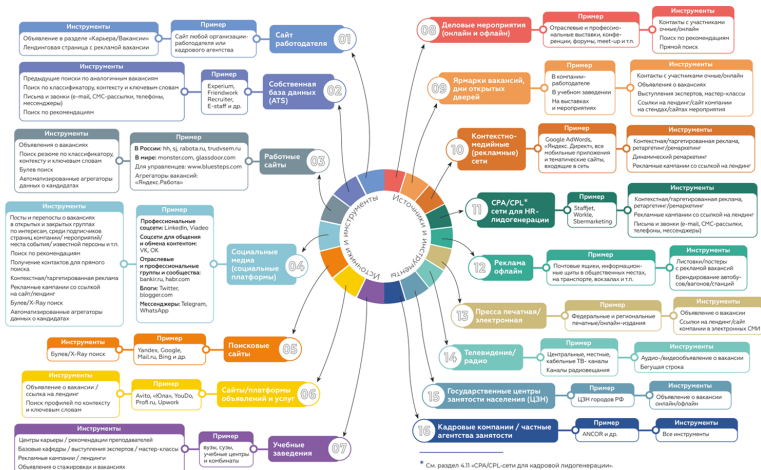 Инструменты
Объявление в разделе «Карьера/Вакансии»
Лендинговая страница с рекламой вакансии
Пример
Сайт любой организации-
работодателя или
кадрового агентства
Сайт
работодателя
01
Инструменты
Предыдущие поиски по аналогичным вакансиям
Поиск по классификатору, контексту и ключевым словам
Письма и звонки (e-mail, СМС-рассылки, телефоны,
мессенджеры)
Поиск по рекомендациям
Пример
Experium,
Friendwork
Recruiter,
E-staff и др.
Собственная
база данных
(ATS)
02
Инструменты
Объявления о вакансиях
Поиск резюме по классификатору,
контексту и ключевым словам
Булев поиск
Автоматизированные агрегаторы
данных о кандидатах
Пример
В России: hh, sj, rabota.ru, trudvsem.ru
В мире: monster.com, glassdoor.com
Для управленцев: www.bluesteps.com
Агрегаторы вакансий:
«Яндекс.Работа»
Работные
сайты
03
Инструменты
Посты и перепосты о вакансиях
в открытых и закрытых группах
по интересам, среди подписчиков
страниц компании/ мероприятий/
места события/ известной персоны и т.п.
Поиск по рекомендациям
Получение контактов для прямого
поиска
Контекстная/таргетированная реклама
Рекламные кампании со ссылкой
на сайт/лендинг
Булев/X-Ray поиск
Автоматизированные агрегаторы
данных о кандидатах
Пример
Профессиональные
соцсети: LinkedIn, Viadeo
Соцсети для общения
и обмена контентом:
VK, OK.
Отраслевые
и профессиональные
группы и сообщества:
bankir.ru, habr.com
Блоги: Twitter,
blogger.com
Мессенджеры: Telegram,
WhatsApp
Социальные
медиа
(социальные
платформы)
04
Инструменты
Булев/X-Ray поиск
Пример
Yandex, Google,
Mail.ru, Bing и др.
Поисковые
сайты
05
Инструменты
Объявление о вакансии /
ссылка на лендинг
Поиск профилей по контексту
и ключевым словам
Пример
Avito, «Юла», YouDo,
Profi.ru, Upwork
Сайты/платформы
объявлений и услуг
06
Инструменты
Центры карьеры / рекомендации преподавателей
Базовые кафедры / выступления экспертов / мастер-классы
Рекламные кампании / лендинги
Объявления о стажировках и вакансиях
Пример
вузы, сузы,
учебные центры
и комбинаты
Учебные
заведения
07
Источники и инструменты
Источники и инструменты
08
Деловые мероприятия
(онлайн и офлайн)
Пример
Отраслевые и профессио-
нальные выставки, конфе-
ренции, форумы, meet-up и т.п.
Инструменты
Контакты с участниками
очные/онлайн
Поиск по рекомендациям
Прямой поиск
09
Ярмарки вакансий,
дни открытых
дверей
Пример
В компании-
работодателе
В учебном заведении
На выставках
и мероприятиях
Инструменты
Контакты с участниками очные/онлайн
Объявления о вакансиях
Выступления экспертов, мастер-классы
Ссылки на лендинг/сайт компании
на стендах/сайтах мероприятия
10
Контекстно-
медийные
(рекламные)
сети
Пример
Google AdWords,
«Яндекс. Директ», все
мобильные приложения
и тематические сайты,
входящие в сеть
Инструменты
Контекстная/таргетированная реклама,
ретаргетинг/ремаркетинг
Динамический ремаркетинг
Рекламные кампании со ссылкой на лендинг
11
CPA/CPL*
сети для HR-
лидогенерации
Пример
Staffjet,
Workle,
Sbermarketing
Инструменты
Контекстная/таргетированная реклама,
ретаргетинг/ремаркетинг
Рекламные кампании со ссылкой на лендинг
Письма и звонки (e-mail, СМС-рассылки,
телефоны, мессенджеры)
12
Реклама
офлайн
Пример
Почтовые ящики, информацион-
ные щиты в общественных местах,
на транспорте, вокзалах и т.п.
Инструменты
Листовки/постеры
с рекламой вакансий
Брендирование автобу-
сов/вагонов/станций
13
Пресса печатная/
электронная
Пример
Федеральные и региональные
печатные/онлайн-издания
Инструменты
Объявление о вакансии
Ссылки на лендинг/сайт
компании в электронных СМИ
14
Телевидение/
радио
Пример
Центральные, местные,
кабельные ТВ- каналы
Каналы радиовещания
Инструменты
Аудио-/видеообъявление о вакансии
Бегущая строка
15
Государственные центры
занятости населения (ЦЗН)
Пример
ЦЗН городов РФ
Инструменты
Объявление о вакансии
онлайн/офлайн
16
Кадровые компании / частные
агентства занятости
Пример
ANCOR и др.
Инструменты
Все инструменты
* См. раздел 4.11 «CPA/CPL-сети для кадровой лидогенерации».